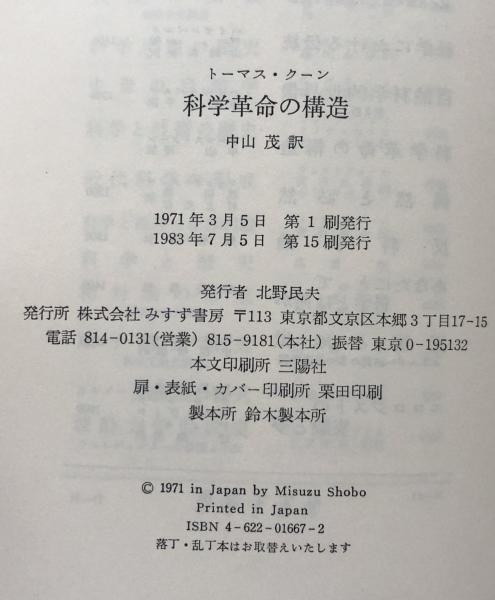 トーマス・クーン
科学革命の構造
中山 茂 訳
1971年3月5日 第1刷発行
1983年7月5日 第15刷発行
発行者 北野民夫
発行所 株式会社 みすず書房 〒113 東京都文京区本郷3丁目17-15
電話 814-0131(営業) 815-9181(本社) 振替 東京0-195132
本文印刷所 三陽社
扉・表紙・カバー印刷所 栗田印刷
製本所 鈴木製本所
© 1971 in Japan by Misuzu Shobo
Printed in Japan
ISBN 4-622-01667-2
落丁・乱丁本はお取替えいたします